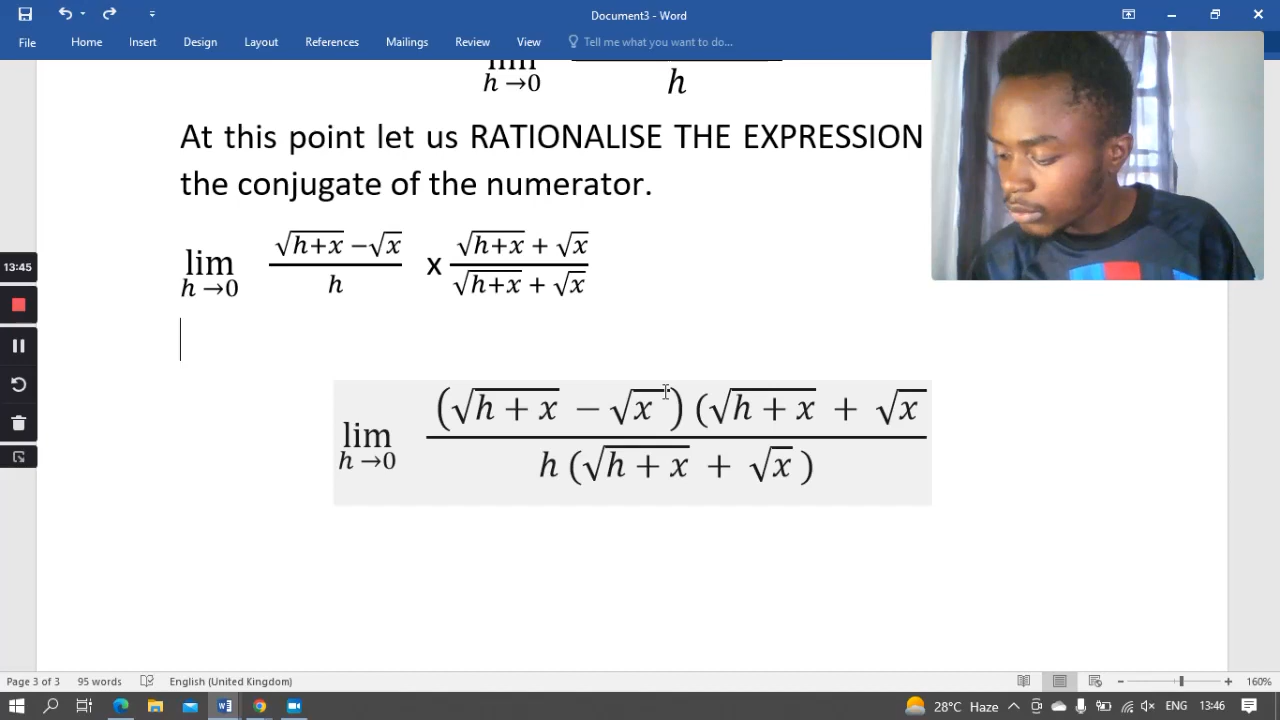 Document3 - Word
File Home Insert Design Layout References Mailings Review View Tell me what you want to do...
lim h →0 h
At this point let us RATIONALISE THE EXPRESSION
the conjugate of the numerator.
lim h →0 (√(h+x) −√x)/h x (√(h+x) + √x)/(√(h+x) + √x)
13:45
lim h →0 ((√(h + x) − √x ) (√(h + x) + √x)/(h (√(h + x) + √x ))
Page 3 of 3 95 words English (United Kingdom) 160%
28°C Haze ENG 13:46